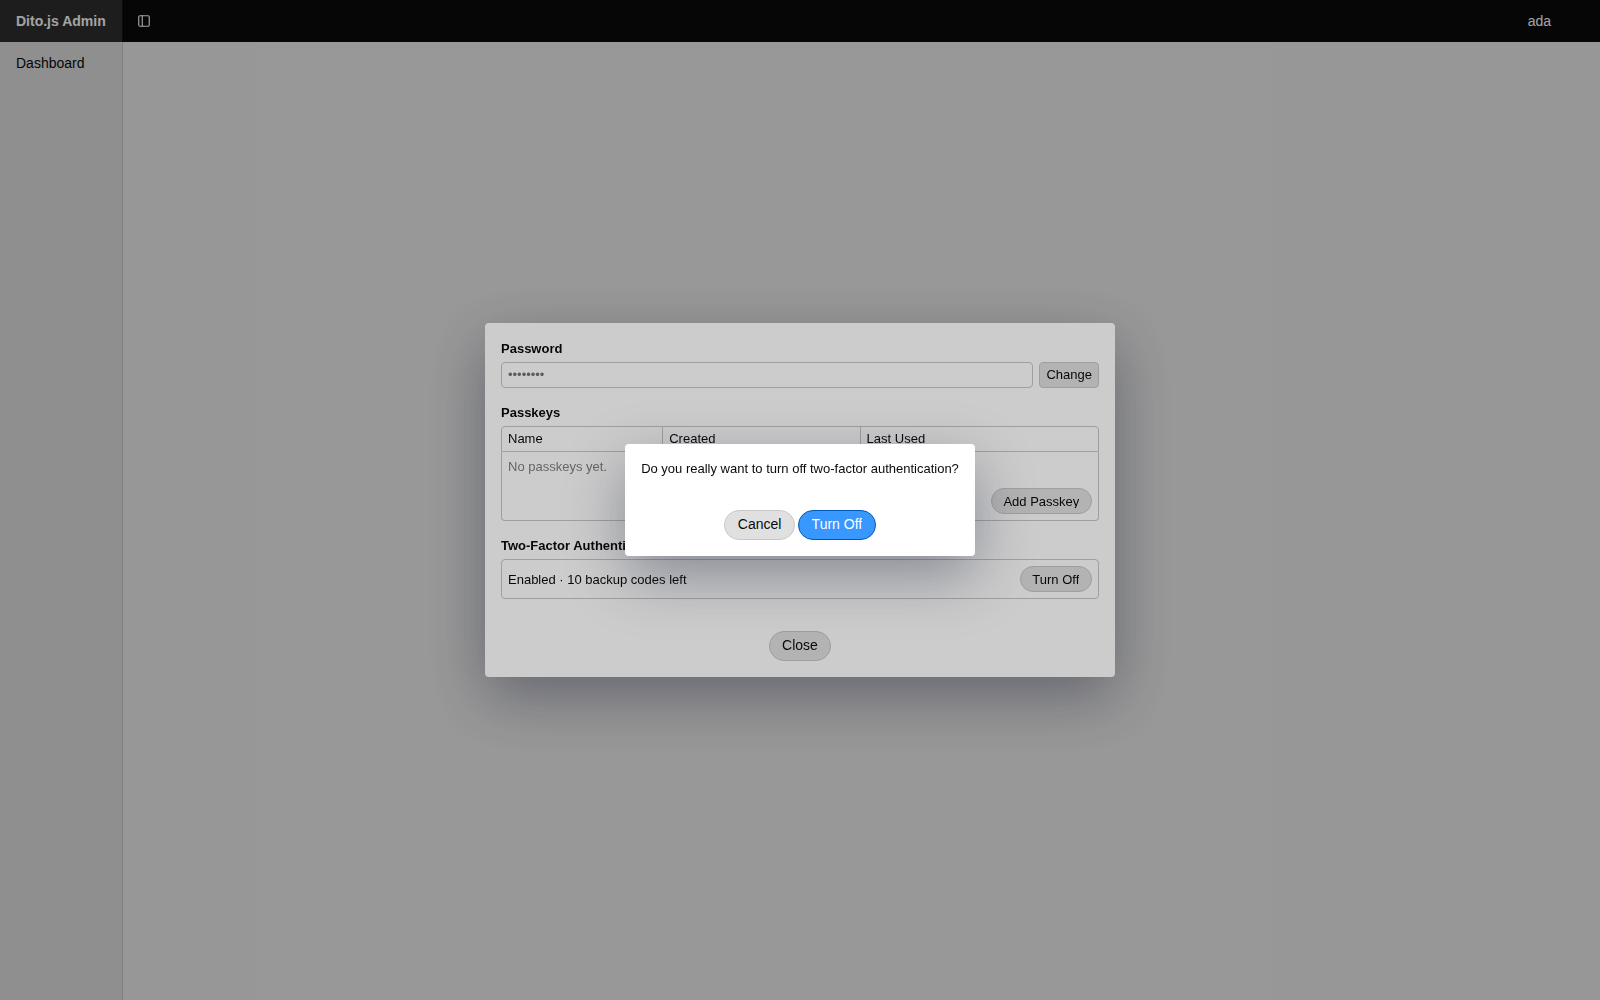 Dito.js Admin
ada
Dashboard
Password
••••••••
Change
Passkeys
Name Created Last Used
No passkeys yet.
Add Passkey
Do you really want to turn off two-factor authentication?
Cancel Turn Off
Two-Factor
Enabled · 10 backup codes left
Turn Off
Close